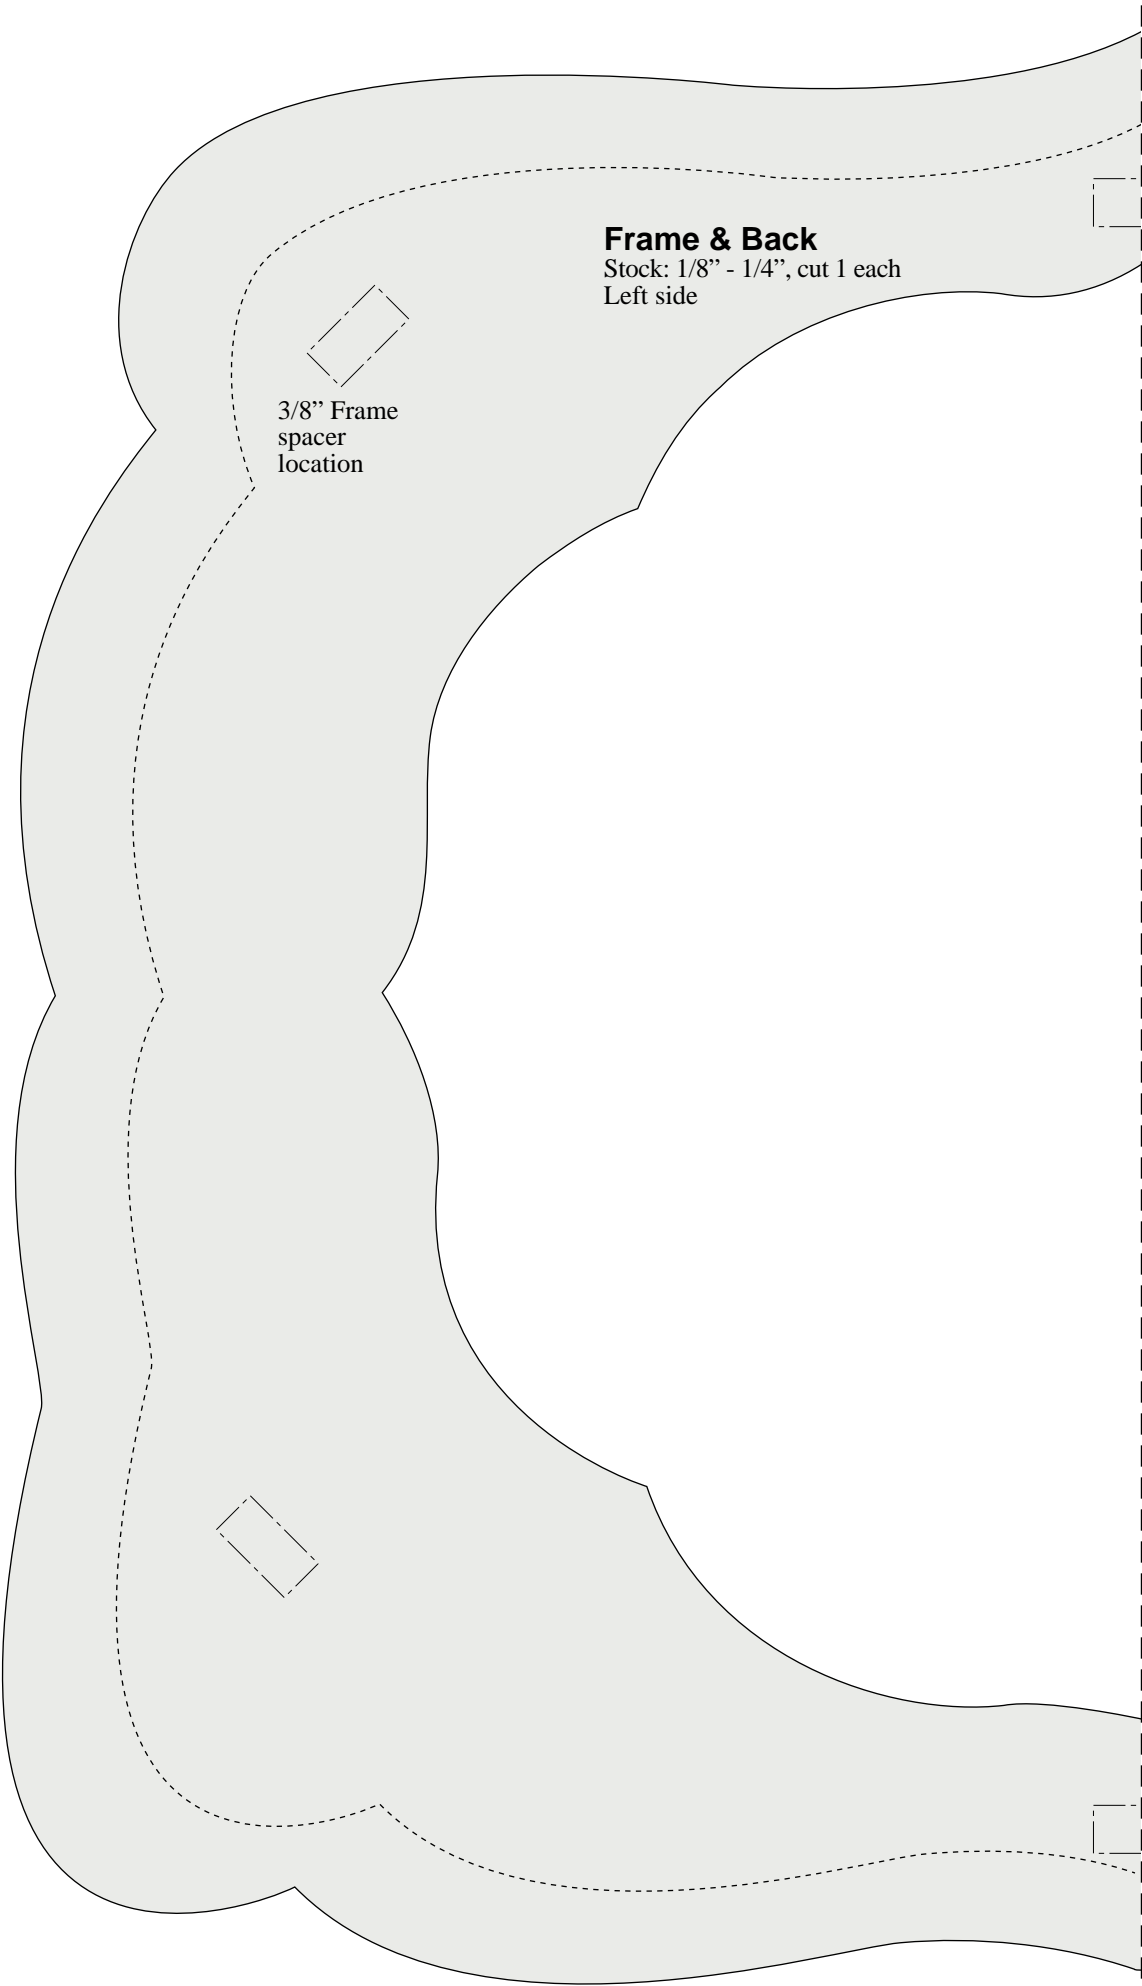 Frame & Back
Stock: 1/8” - 1/4”, cut 1 each
Left side
3/8” Frame
spacer
location